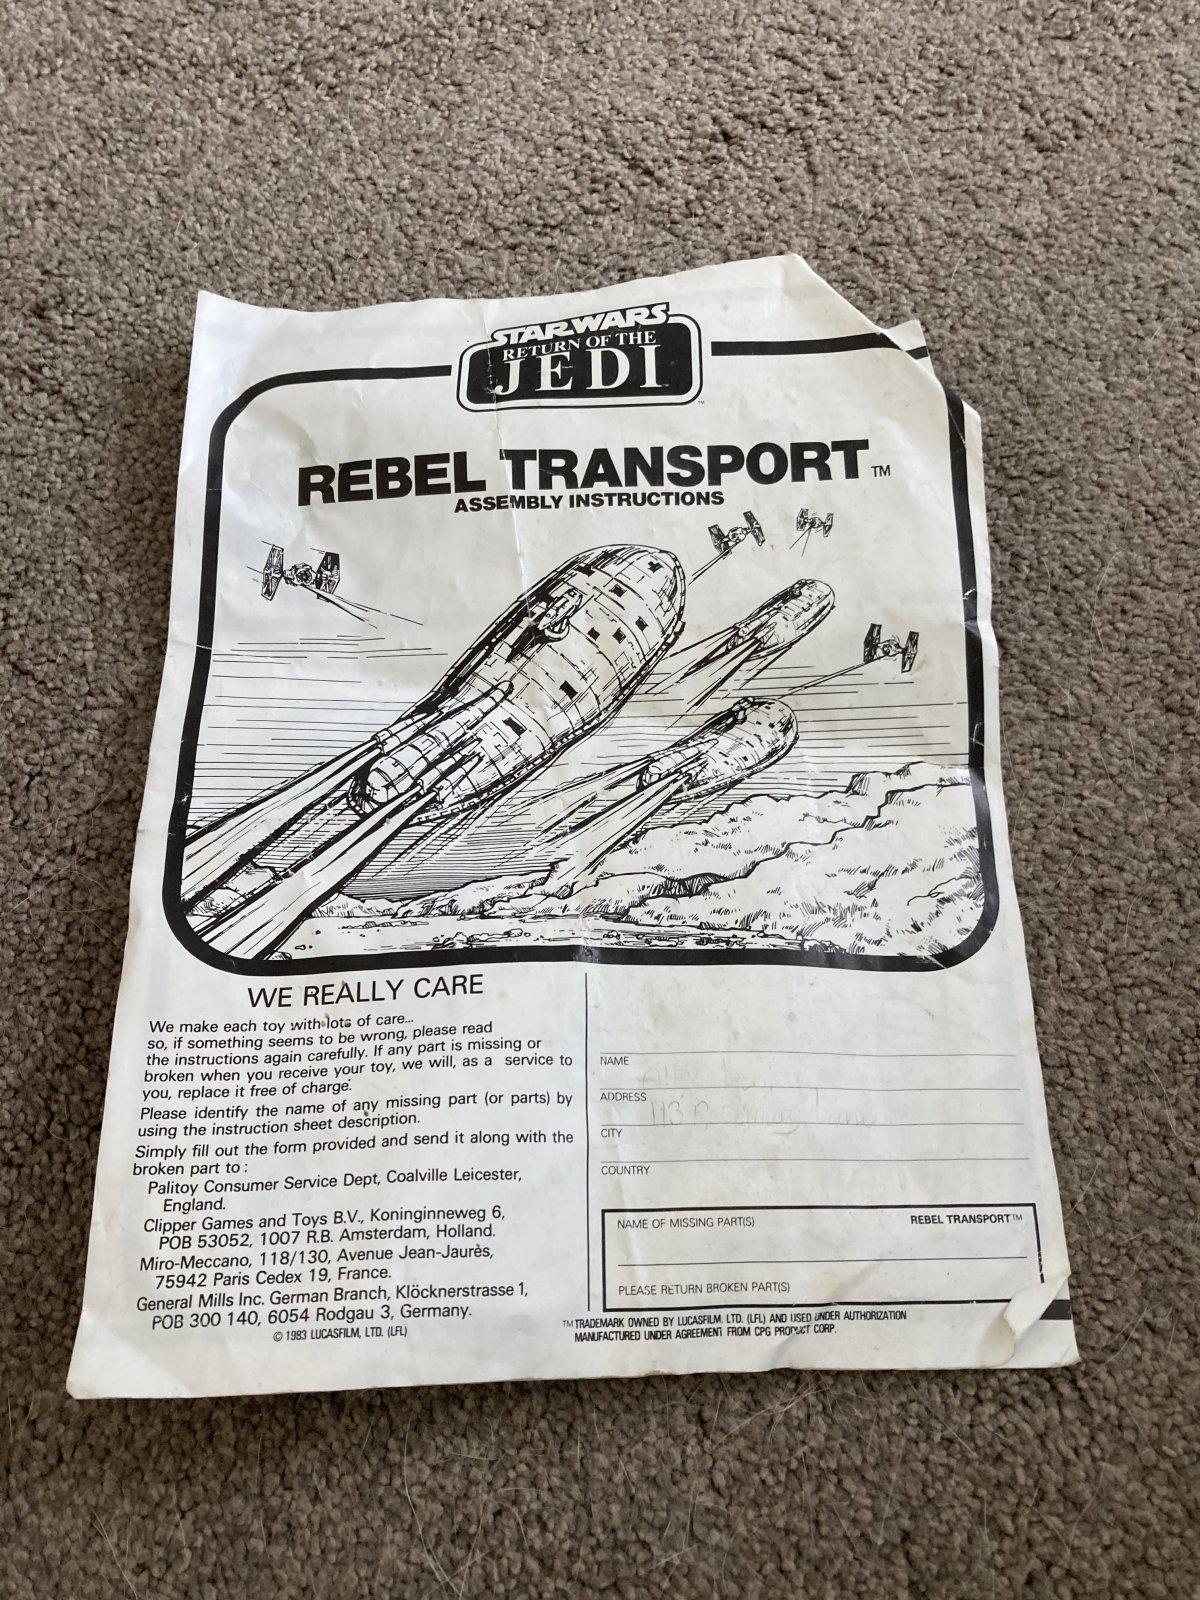 STAR WARS
RETURN OF THE
JEDI
REBEL TRANSPORT™
ASSEMBLY INSTRUCTIONS
WE REALLY CARE
We make each toy with lots of care...
so, if something seems to be wrong, please read
the instructions again carefully. If any part is missing or
broken when you receive your toy, we will, as a service to
you, replace it free of charge.
Please identify the name of any missing part (or parts) by
using the instruction sheet description.
Simply fill out the form provided and send it along with the
broken part to :
Palitoy Consumer Service Dept, Coalville Leicester,
England.
Clipper Games and Toys B.V., Koninginneweg 6,
POB 53052, 1007 R.B. Amsterdam, Holland.
Miro-Meccano, 118/130, Avenue Jean-Jaurès,
75942 Paris Cedex 19, France.
General Mills Inc. German Branch, Klöcknerstrasse 1,
POB 300 140, 6054 Rodgau 3, Germany.
© 1983 LUCASFILM, LTD. (LFL)
NAME
ADDRESS
113
CITY
COUNTRY
NAME OF MISSING PART(S) REBEL TRANSPORT™
PLEASE RETURN BROKEN PART(S)
™ TRADEMARK OWNED BY LUCASFILM LTD. (LFL) AND USED UNDER AUTHORIZATION
MANUFACTURED UNDER AGREEMENT FROM CPG PRODUCT CORP.